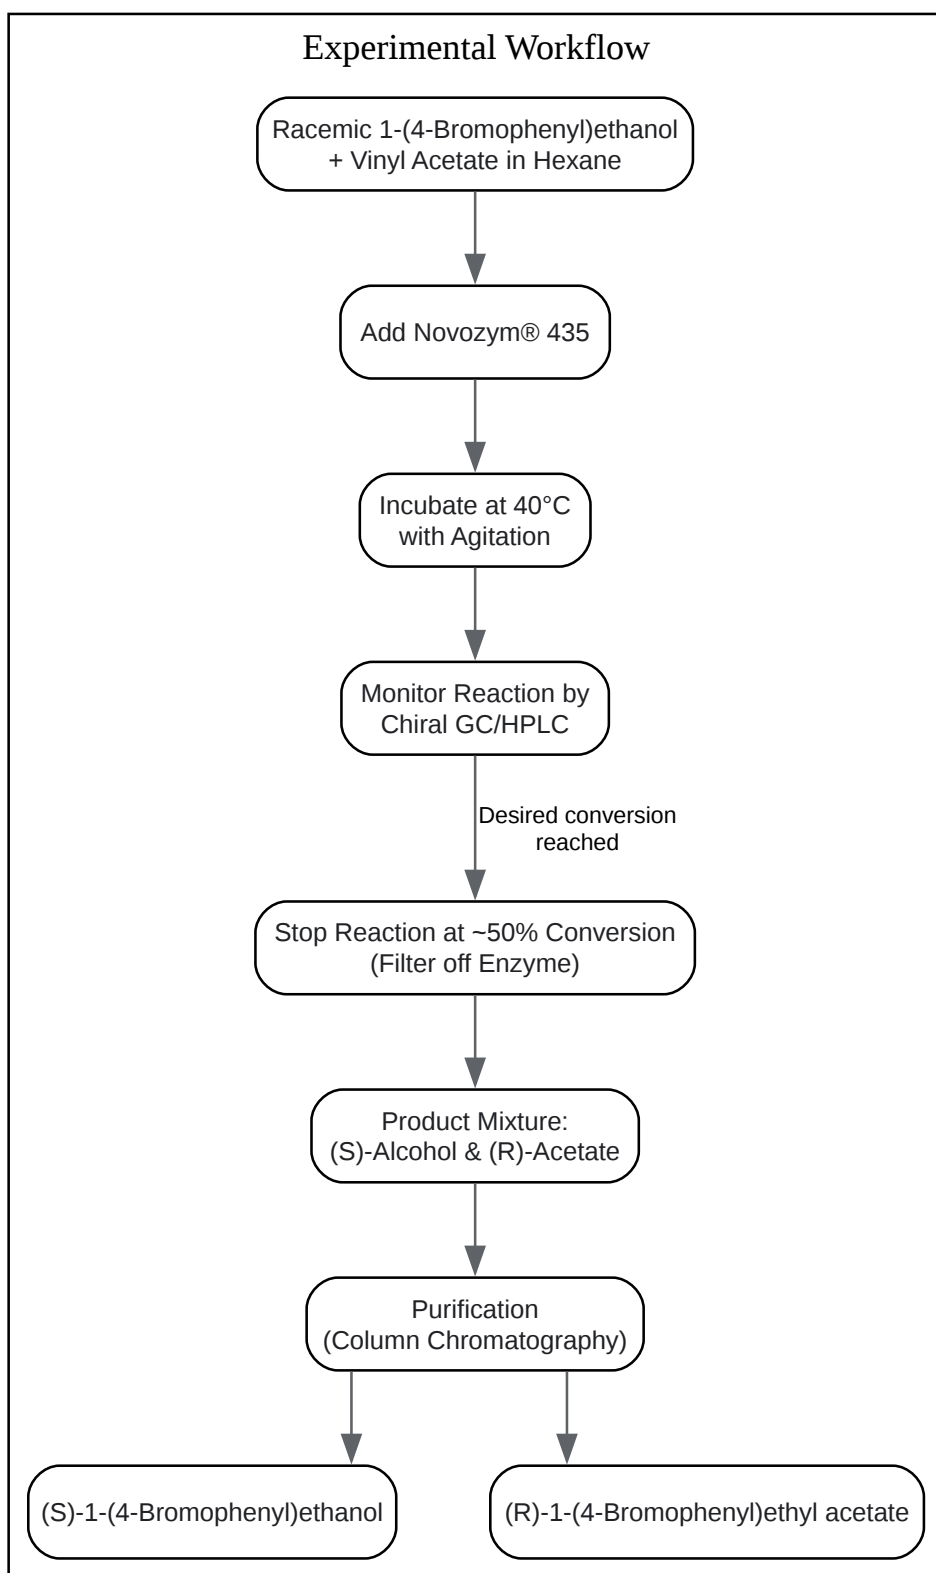 Experimental Workflow
Racemic 1-(4-Bromophenyl)ethanol
+ Vinyl Acetate in Hexane
Add Novozym® 435
Incubate at 40°C
with Agitation
Monitor Reaction by
Chiral GC/HPLC
Desired conversion
reached
Stop Reaction at ~50% Conversion
(Filter off Enzyme)
Product Mixture:
(S)-Alcohol & (R)-Acetate
Purification
(Column Chromatography)
(S)-1-(4-Bromophenyl)ethanol
(R)-1-(4-Bromophenyl)ethyl acetate